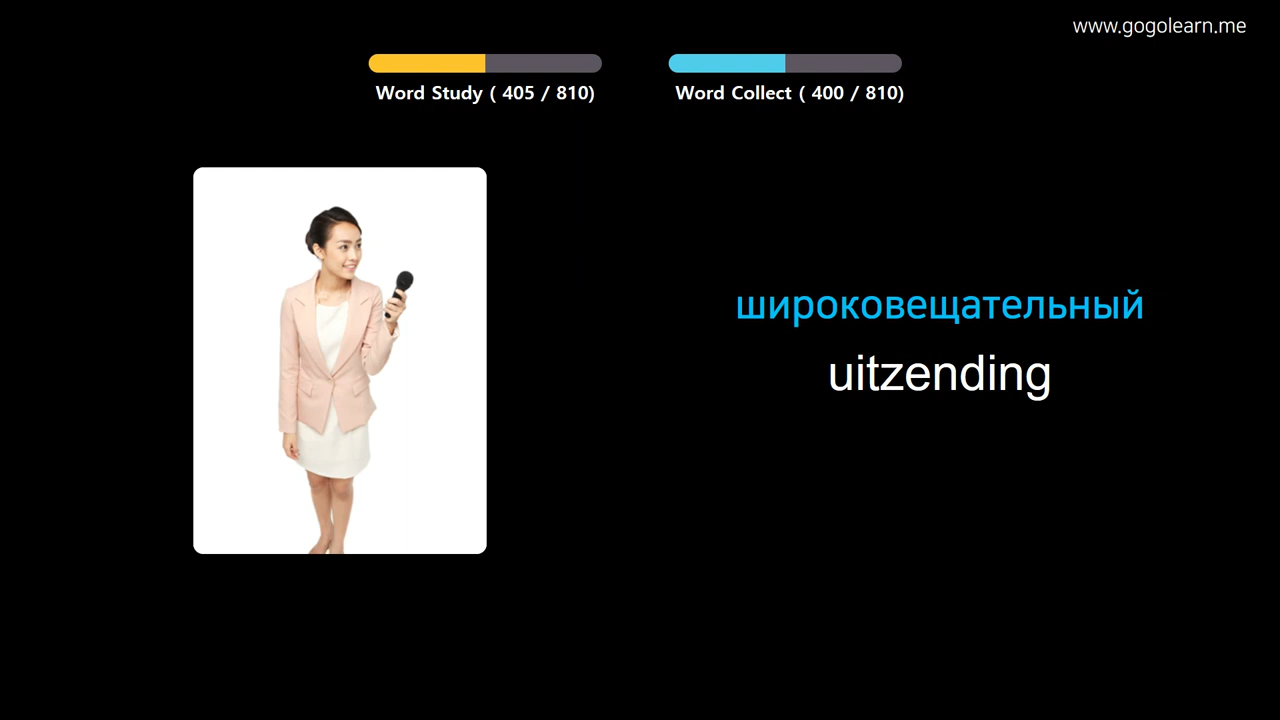 www.gogolearn.me
Word Study ( 405 / 810)
Word Collect ( 400 / 810)
широковещательный
uitzending